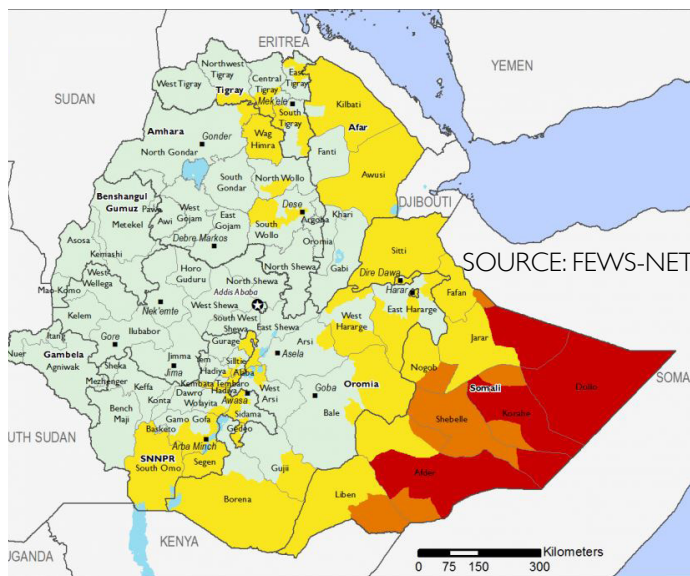 ERITREA
YEMEN
SUDAN
Northwest
Tigray
West Tigray
Central
Tigray
East
Tigray
Tigray
Mek'ele
South
Tigray
Kilbati
Afar
Amhara
Gonder
North Gondar
Wag
Himra
Fanti
Awusi
South
Gondar
North Wollo
DJIBOUTI
Benshangul
Gumuz
Pawe
Metekel
Awi
West
Gojam
East
Gojam
Dese
South
Wollo
Argoba
Khari
Oromia
Asosa
Kemashi
Debre Markos
Sitti
SOURCE: FEWS-NET
Mao-Komo
West
Wellega
Horo
Guduru
North Shewa
North Shewa
Gabi
Dire Dawa
Harar
Fafan
Addis Ababa
Kelem
Nek'emte
West Shewa
East Hararge
West
Hararge
Jarar
Ilubabor
South West
Shewa
East Shewa
Itang
Nuer
Gore
Gurage
Arsi
Asela
Nogob
Gambela
Agniwak
Sheka
Jimma
Jima
Yem
Siltie
Hadiya
Alaba
Oromia
Somali
Doolo
SOMA
Mezhenger
Keffa
Kembata Tembaro
Hadiya
Dawro
Wolayita
Awasa
West
Arsi
Goba
Bale
Korahe
Shebelle
Bench
Maji
Konta
Sidama
Gedeo
UTH SUDAN
Gamo Gofa
Basketo
Arba Minch
SNNPR
South Omo
Segen
Gujii
Afder
Borena
Liben
KENYA
UGANDA
Kilometers
0 75 150 300